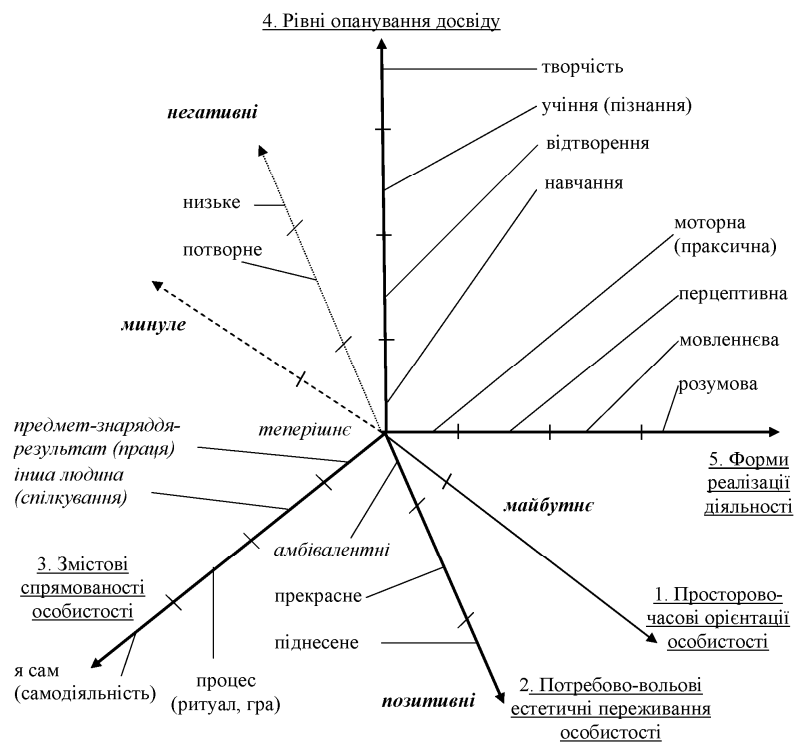 4. Рівні опанування досвіду
творчість
учіння (пізнання)
відтворення
навчання
негативні
низьке
потворне
минуле
моторна
(праксична)
перцептивна
мовленнєва
розумова
теперішнє
предмет-знаряддя-
результат (праця)
інша людина
(спілкування)
5. Форми
реалізації
діяльності
майбутнє
амбівалентні
3. Змістові
спрямованості
особистості
прекрасне
піднесене
1. Просторово-
часові орієнтації
особистості
я сам
(самодіяльність)
процес
(ритуал, гра)
позитивні
2. Потребово-вольові
естетичні переживання
особистості